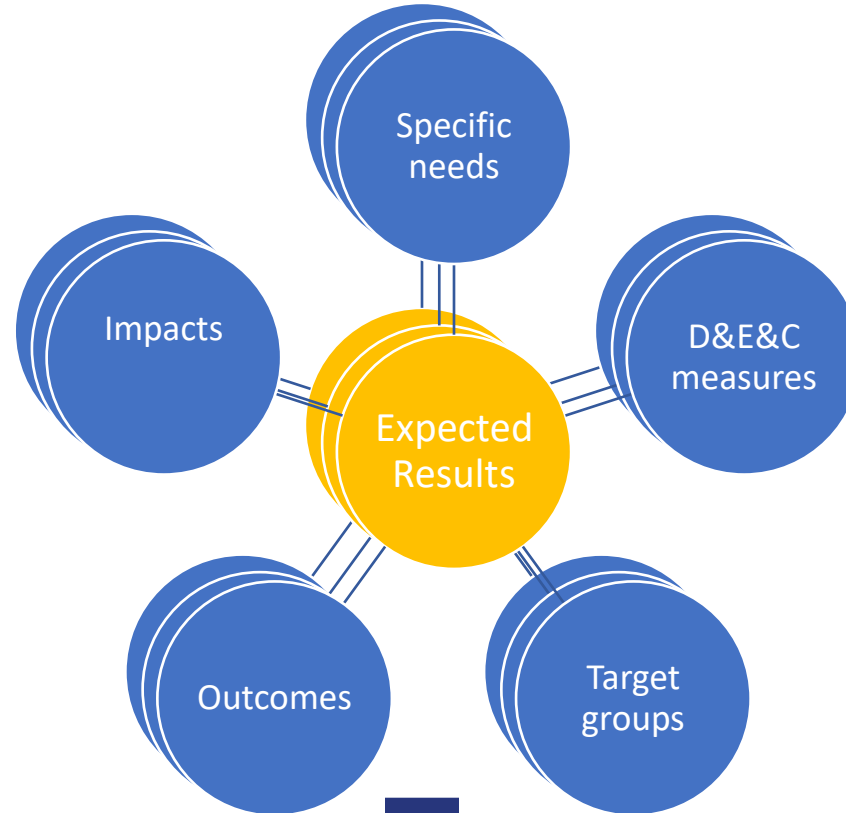 Specific
needs
D&E&C
measures
Target
groups
Outcomes
Impacts
Expected
Results